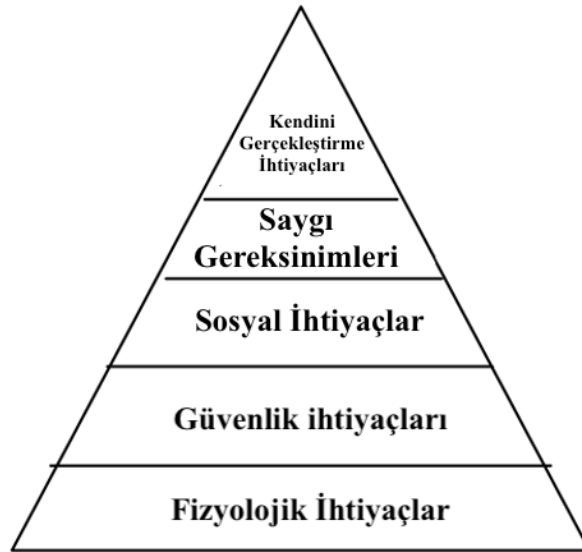 Kendini
Gerçekleştirme
İhtiyaçları
Saygı
Gereksinimleri
Sosyal İhtiyaçlar
Güvenlik ihtiyaçları
Fizyolojik İhtiyaçlar